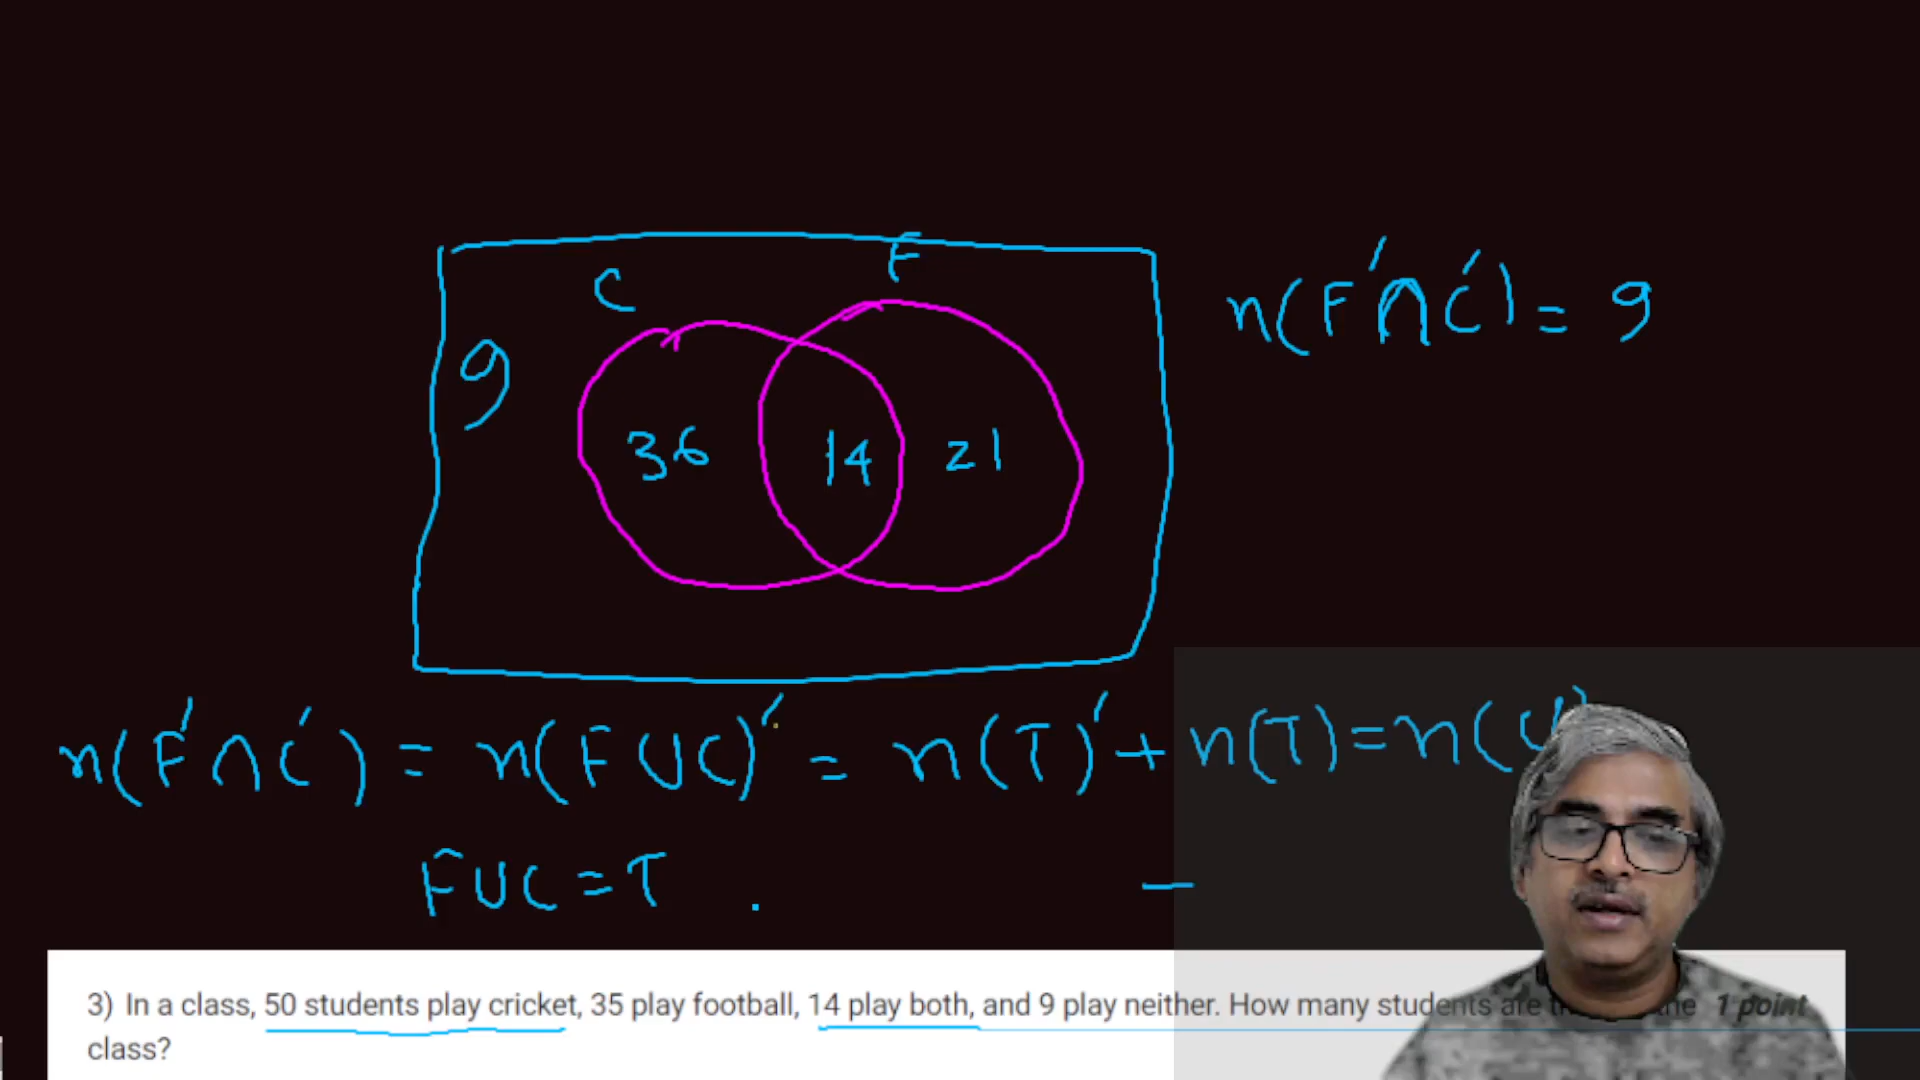 C F
n(F′∩C′) = 9
9
36 14 21
n(F′∩C′) = n(F∪C)′ = n(T)′ + n(T) = n(
F∪C = T .
3) In a class, 50 students play cricket, 35 play football, 14 play both, and 9 play neither. How many students are 1 point
class?